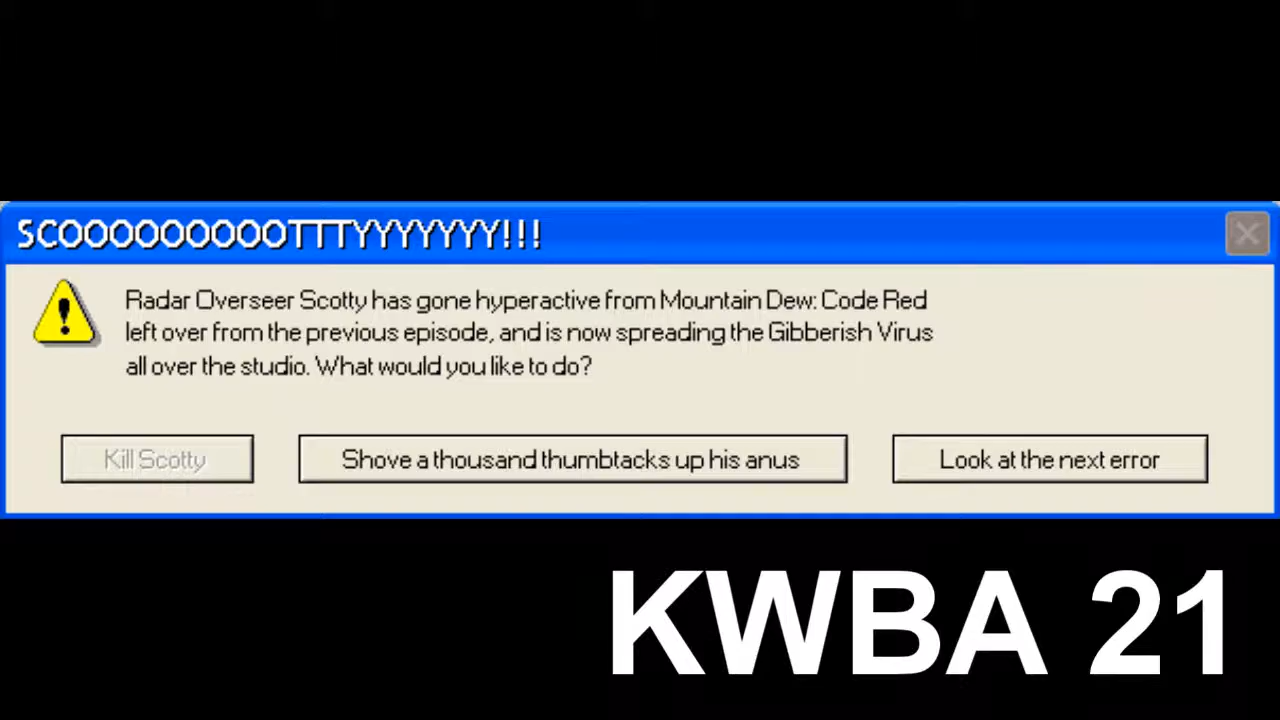 SCOOOOOOOOOTTTYYYYYYY!!!
Radar Overseer Scotty has gone hyperactive from Mountain Dew: Code Red
left over from the previous episode, and is now spreading the Gibberish Virus
all over the studio. What would you like to do?
Kill Scotty
Shove a thousand thumbtacks up his anus
Look at the next error
KWBA 21